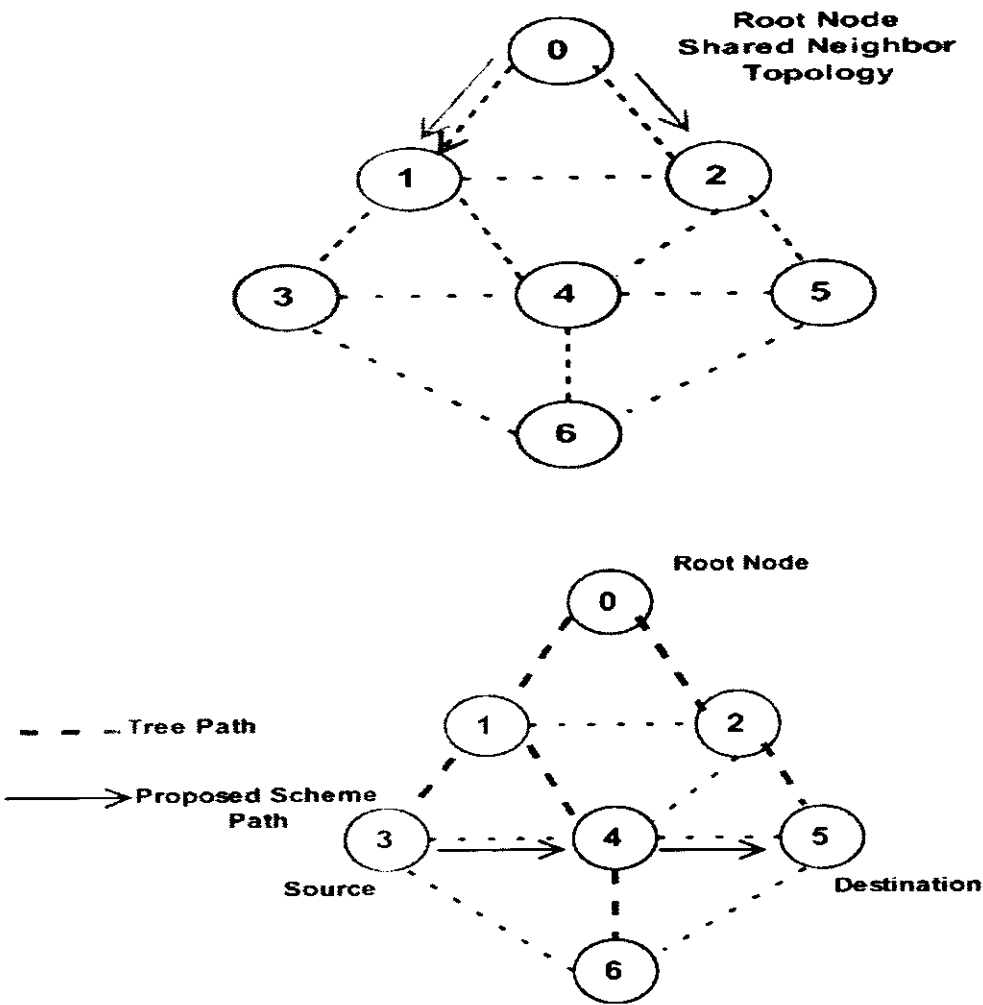 Root Node
Shared Neighbor
Topology
0
1
2
3
4
5
6
Root Node
0
1
2
Tree Path
Proposed Scheme
Path
3
4
5
Source
Destination
6